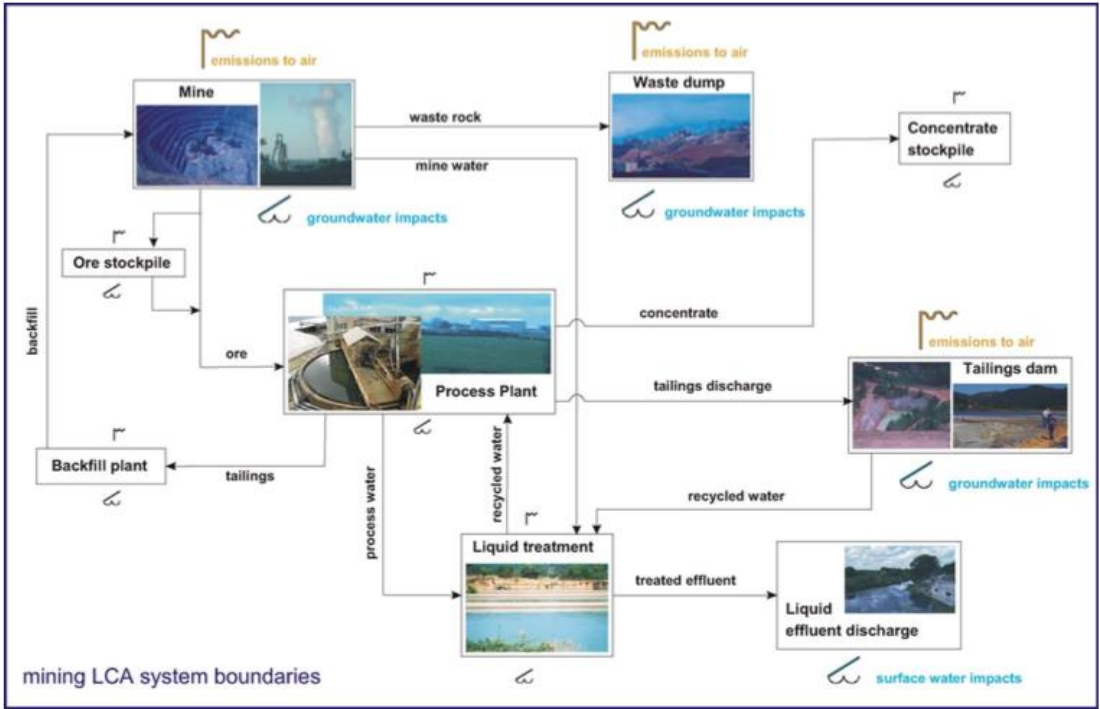 emissions to air
emissions to air
Mine
Waste dump
waste rock
Concentrate
stockpile
mine water
groundwater impacts
groundwater impacts
Ore stockpile
backfill
concentrate
emissions to air
ore
Process Plant
tailings discharge
Tailings dam
Backfill plant
tailings
process water
recycled water
recycled water
groundwater impacts
Liquid treatment
treated effluent
Liquid
effluent discharge
mining LCA system boundaries
surface water impacts